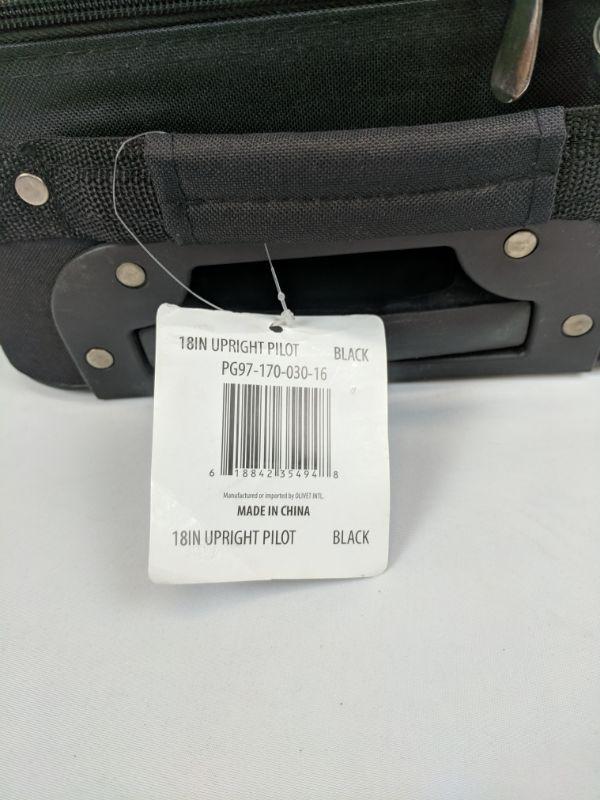 18IN UPRIGHT PILOT BLACK
PG97-170-030-16
6 18842 35494 8
Manufactured or imported by OLIVET INTL.
MADE IN CHINA
18IN UPRIGHT PILOT BLACK